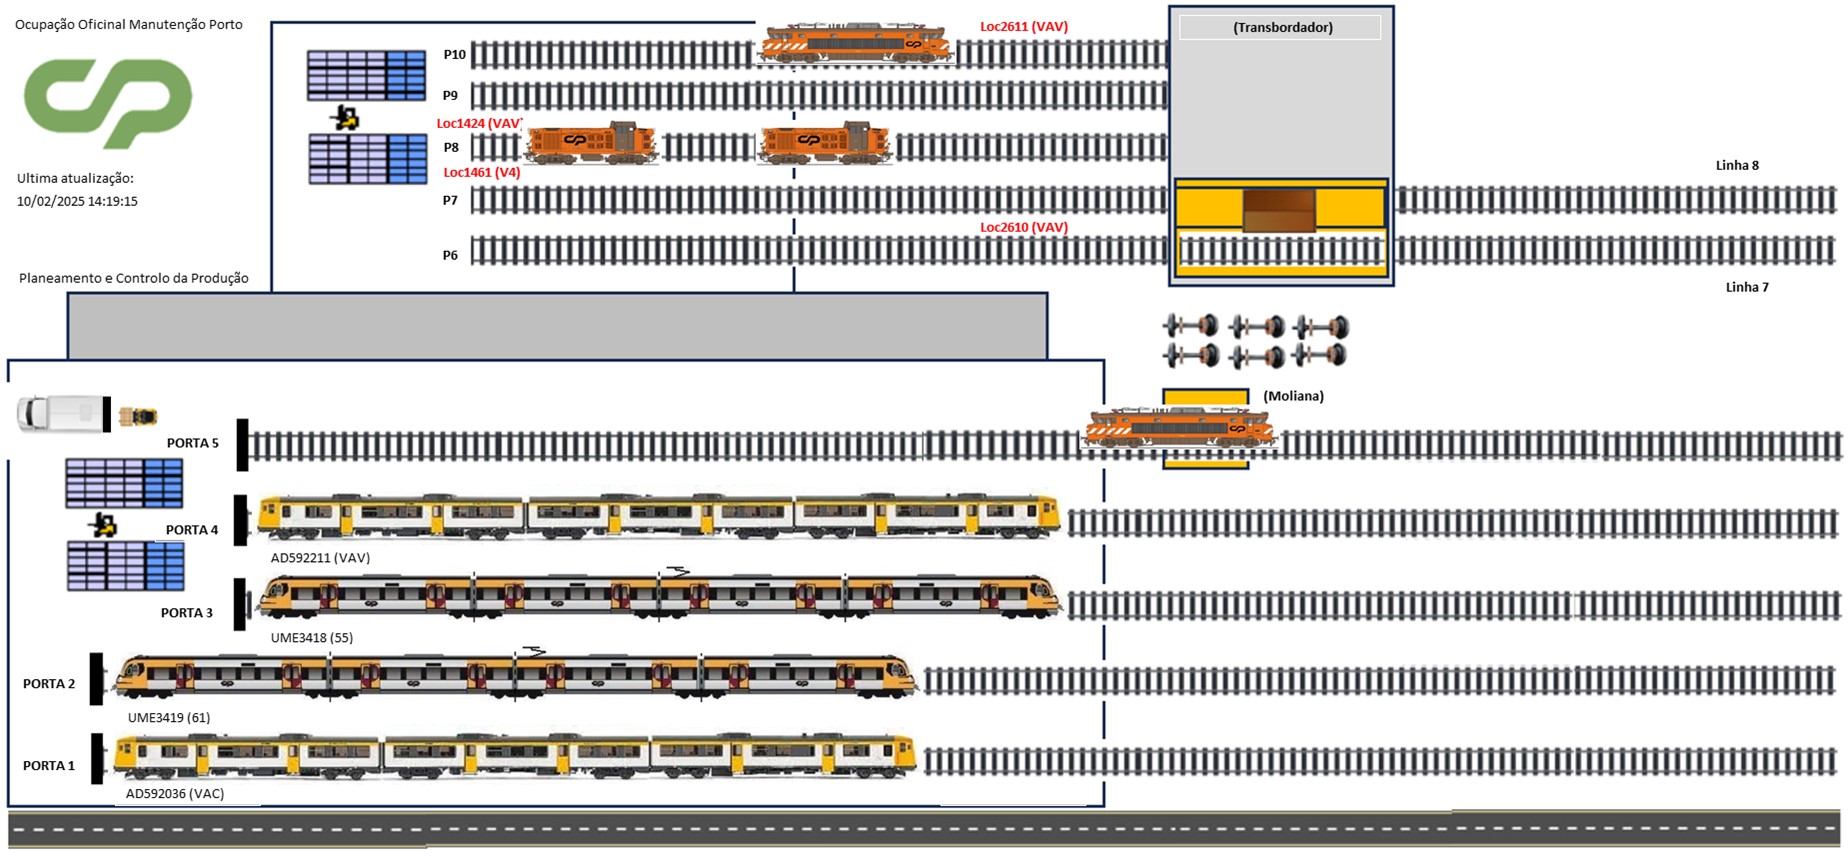 Ocupação Oficinal Manutenção Porto
Loc2611 (VAV)
(Transbordador)
P10
P9
Loc1424 (VAV)
P8
Loc1461 (V4)
P7
Linha 8
Ultima atualização:
10/02/2025 14:19:15
Loc2610 (VAV)
P6
Linha 7
Planeamento e Controlo da Produção
(Moliana)
PORTA 5
PORTA 4
AD592211 (VAV)
PORTA 3
UME3418 (55)
PORTA 2
UME3419 (61)
PORTA 1
AD592036 (VAC)